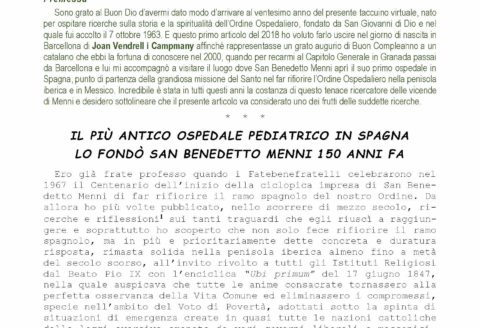 Sono grato al Buon Dio d'avermi dato modo d'arrivare al ventesimo anno del presente taccuino virtuale, nato
per ospitare ricerche sulla storia e la spiritualità dell'Ordine Ospedaliero, fondato da San Giovanni di Dio e nel
quale fui accolto il 7 ottobre 1963. E questo primo articolo del 2018 ho voluto farlo uscire nel giorno di nascita in
Barcellona di Joan Vendrell i Campmany affinché rappresentasse un grato augurio di Buon Compleanno a un
catalano che ebbi la fortuna di conoscere nel 2000, quando per recarmi al Capitolo Generale in Granada passai
da Barcellona e lui mi accompagnò a visitare il luogo dove San Benedetto Menni aprì il suo primo ospedale in
Spagna, punto di partenza della grandiosa missione del Santo nel far rifiorire l'Ordine Ospedaliero nella penisola
iberica e in Messico. Incredibile è stata in tutti questi anni la costanza di questo tenace ricercatore delle vicende
di Menni e desidero sottolineare che il presente articolo va considerato uno dei frutti delle suddette ricerche.
* * *
IL PIÙ ANTICO OSPEDALE PEDIATRICO IN SPAGNA
LO FONDÒ SAN BENEDETTO MENNI 150 ANNI FA
Ero già frate professo quando i Fatebenefratelli celebrarono nel
1967 il Centenario dell'inizio della ciclopica impresa di San Bene-
detto Menni di far rifiorire il ramo spagnolo del nostro Ordine. Da
allora ho più volte pubblicato, nello scorrere di mezzo secolo, ri-
cerche e riflessioni¹ sui tanti traguardi che egli riuscì a raggiun-
gere e soprattutto ho scoperto che non solo fece rifiorire il ramo
spagnolo, ma in più e prioritariamente dette concreta e duratura
risposta, rimasta solida nella penisola iberica almeno fino a metà
del secolo scorso, all'invito rivolto a tutti gli Istituti Religiosi
dal Beato Pio IX con l'enciclica "Ubi primum" del 17 giugno 1847,
nella quale auspicava che tutte le anime consacrate tornassero alla
perfetta osservanza della Vita Comune ed eliminassero i compromessi,
specie nell'ambito del Voto di Povertà, adottati sotto la spinta di
situazioni di emergenza create in quasi tutte le nazioni cattoliche